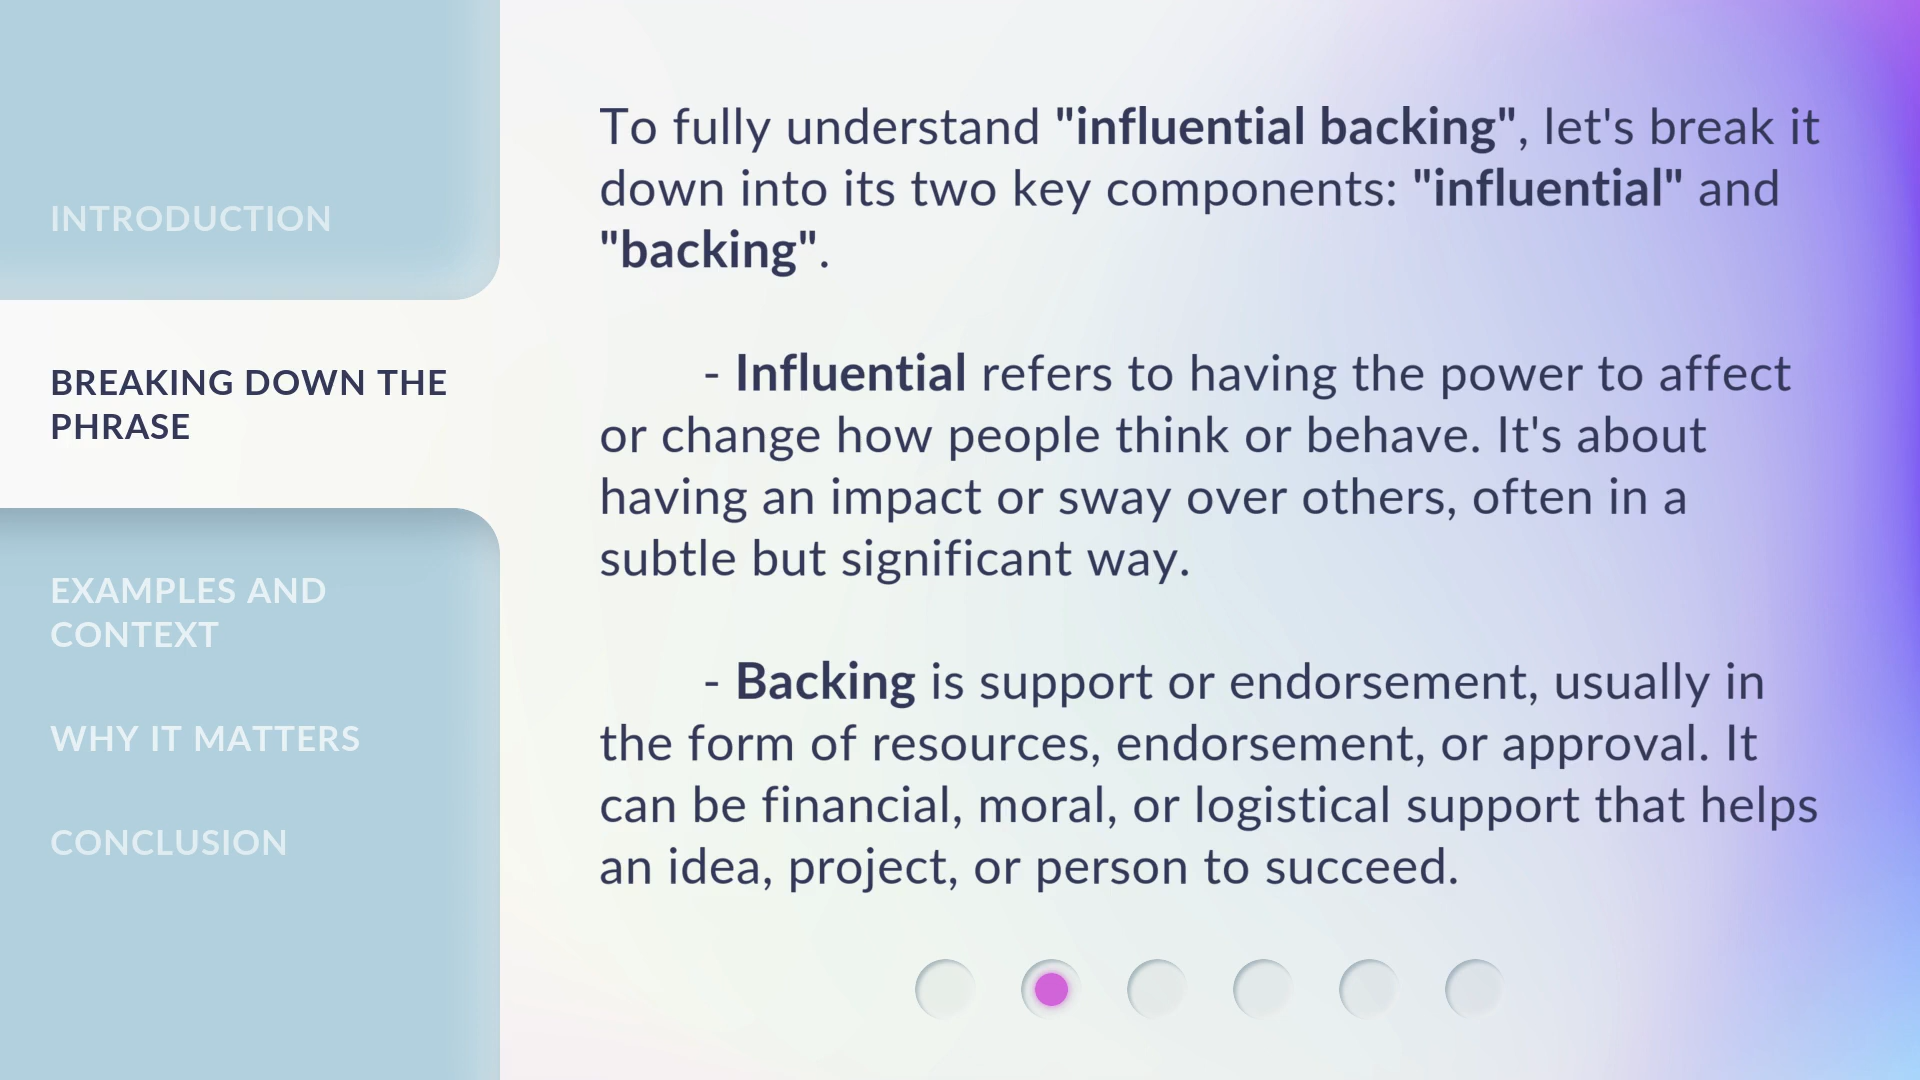 INTRODUCTION
BREAKING DOWN THE
PHRASE
EXAMPLES AND
CONTEXT
WHY IT MATTERS
CONCLUSION
To fully understand "influential backing", let's break it
down into its two key components: "influential" and
"backing".
- Influential refers to having the power to affect
or change how people think or behave. It's about
having an impact or sway over others, often in a
subtle but significant way.
- Backing is support or endorsement, usually in
the form of resources, endorsement, or approval. It
can be financial, moral, or logistical support that helps
an idea, project, or person to succeed.